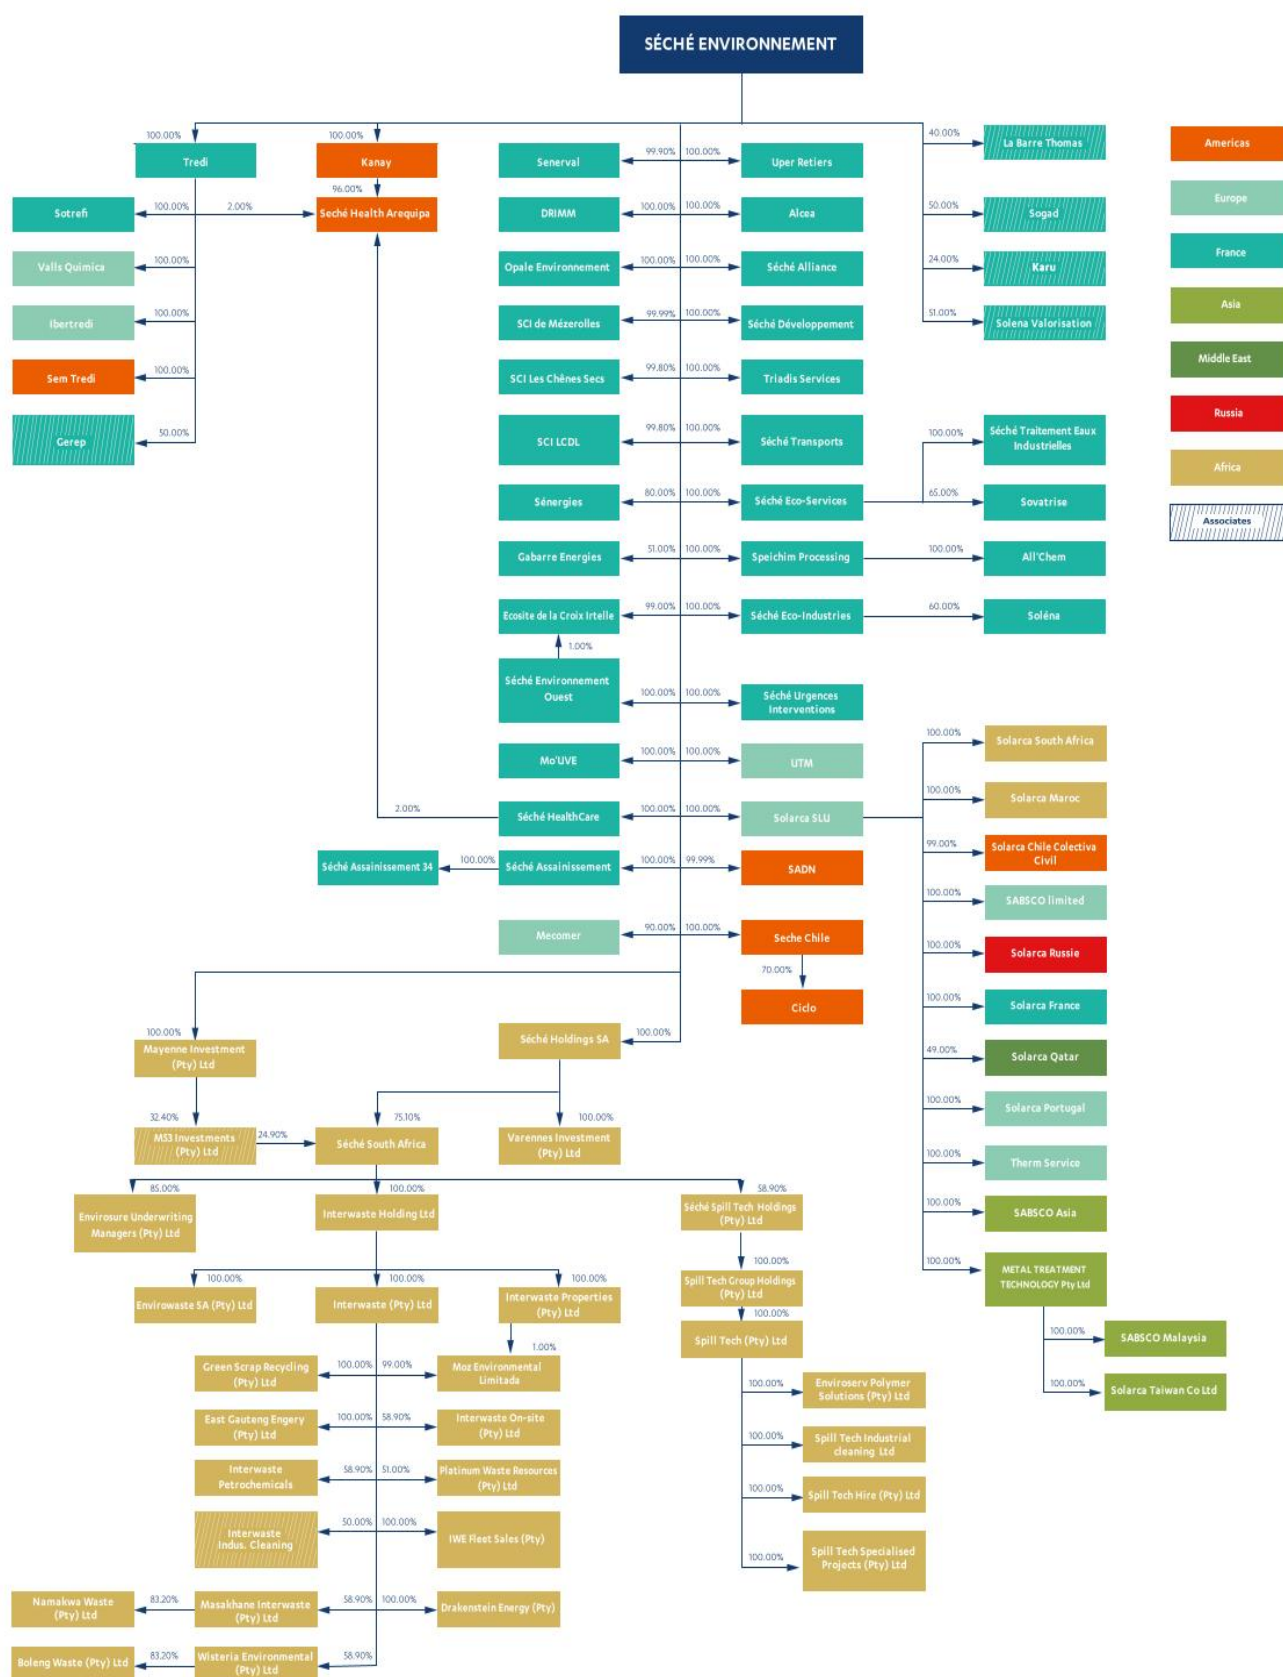 SÉCHÉ ENVIRONNEMENT
100.00%
Tredi
100.00%
Kanay
96.00%
Sotrefi
100.00%
2.00%
Seché Health Arequipa
Valls Quimica
100.00%
Ibertredi
100.00%
Sem Tredi
100.00%
Gerep
50.00%
Senerval
99.90%
100.00%
Uper Retiers
DRIMM
100.00%
100.00%
Alcea
Opale Environnement
100.00%
100.00%
Séché Alliance
SCI de Mézerolles
99.99%
100.00%
Séché Développement
SCI Les Chênes Secs
99.80%
100.00%
Triadis Services
SCI LCDL
99.80%
100.00%
Séché Transports
Sénergies
80.00%
100.00%
Séché Eco-Services
Gabarre Energies
51.00%
100.00%
Speichim Processing
Ecosite de la Croix Irtelle
99.00%
100.00%
Séché Eco-Industries
1.00%
Séché Environnement
Ouest
100.00%
100.00%
Séché Urgences
Interventions
Mo'UVE
100.00%
100.00%
UTM
2.00%
Séché HealthCare
100.00%
100.00%
Solarca SLU
Séché Assainissement 34
100.00%
Séché Assainissement
100.00%
99.99%
SADN
Mecomer
90.00%
100.00%
Seche Chile
70.00%
Ciclo
40.00%
La Barre Thomas
50.00%
Sogad
24.00%
Karu
51.00%
Solena Valorisation
100.00%
Séché Traitement Eaux
Industrielles
65.00%
Sovatrise
100.00%
All'Chem
60.00%
Soléna
Americas
Europe
France
Asia
Middle East
Russia
Africa
Associates
100.00%
Solarca South Africa
100.00%
Solarca Maroc
99.00%
Solarca Chile Colectiva
Civil
100.00%
SABSCO limited
100.00%
Solarca Russie
100.00%
Solarca France
49.00%
Solarca Qatar
100.00%
Solarca Portugal
100.00%
Therm Service
100.00%
SABSCO Asia
100.00%
METAL TREATMENT
TECHNOLOGY Pty Ltd
100.00%
SABSCO Malaysia
100.00%
Solarca Taiwan Co Ltd
100.00%
Mayenne Investment
(Pty) Ltd
Séché Holdings SA
100.00%
32.40%
MS3 Investments
(Pty) Ltd
24.90%
75.10%
Séché South Africa
100.00%
Varennes Investment
(Pty) Ltd
85.00%
Envirosure Underwriting
Managers (Pty) Ltd
100.00%
Interwaste Holding Ltd
58.90%
Séché Spill Tech Holdings
(Pty) Ltd
100.00%
Envirowaste SA (Pty) Ltd
100.00%
Interwaste (Pty) Ltd
100.00%
Interwaste Properties
(Pty) Ltd
100.00%
Spill Tech Group Holdings
(Pty) Ltd
100.00%
Spill Tech (Pty) Ltd
1.00%
Green Scrap Recycling
(Pty) Ltd
100.00%
99.00%
Moz Environmental
Limitada
East Gauteng Engery
(Pty) Ltd
100.00%
58.90%
Interwaste On-site
(Pty) Ltd
Interwaste
Petrochemicals
58.90%
51.00%
Platinum Waste Resources
(Pty) Ltd
Interwaste
Indus. Cleaning
50.00%
100.00%
IWE Fleet Sales (Pty)
Namakwa Waste
(Pty) Ltd
83.20%
Masakhane Interwaste
(Pty) Ltd
58.90%
100.00%
Drakenstein Energy (Pty)
Boleng Waste (Pty) Ltd
83.20%
Wisteria Environmental
(Pty) Ltd
58.90%
100.00%
Enviroserv Polymer
Solutions (Pty) Ltd
100.00%
Spill Tech Industrial
cleaning Ltd
100.00%
Spill Tech Hire (Pty) Ltd
100.00%
Spill Tech Specialised
Projects (Pty) Ltd